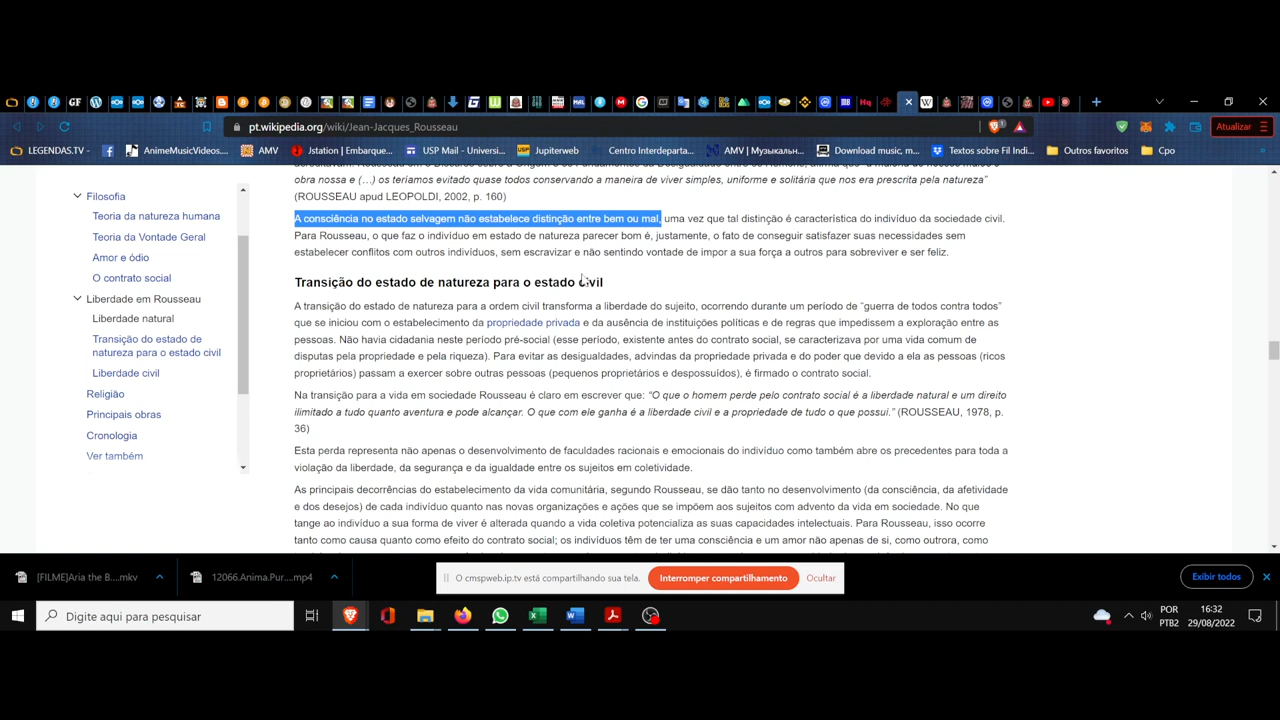 pt.wikipedia.org/wiki/Jean-Jacques_Rousseau
Atualizar
LEGENDAS.TV
AnimeMusicVideos...
AMV
Jstation | Embarque...
USP Mail - Universi...
Jupiterweb
Centro Interdeparta...
AMV | Музыкальн...
Download music, m...
Textos sobre Fil Indi...
Outros favoritos
Cpo
Filosofia
Teoria da natureza humana
Teoria da Vontade Geral
Amor e ódio
O contrato social
Liberdade em Rousseau
Liberdade natural
Transição do estado de
natureza para o estado civil
Liberdade civil
Religião
Principais obras
Cronologia
Ver também
obra nossa e (…) os teríamos evitado quase todos conservando a maneira de viver simples, uniforme e solitária que nos era prescrita pela natureza”
(ROUSSEAU apud LEOPOLDI, 2002, p. 160)
A consciência no estado selvagem não estabelece distinção entre bem ou mal, uma vez que tal distinção é característica do indivíduo da sociedade civil.
Para Rousseau, o que faz o indivíduo em estado de natureza parecer bom é, justamente, o fato de conseguir satisfazer suas necessidades sem
estabelecer conflitos com outros indivíduos, sem escravizar e não sentindo vontade de impor a sua força a outros para sobreviver e ser feliz.
Transição do estado de natureza para o estado civil
A transição do estado de natureza para a ordem civil transforma a liberdade do sujeito, ocorrendo durante um período de “guerra de todos contra todos”
que se iniciou com o estabelecimento da propriedade privada e da ausência de instituições políticas e de regras que impedissem a exploração entre as
pessoas. Não havia cidadania neste período pré-social (esse período, existente antes do contrato social, se caracterizava por uma vida comum de
disputas pela propriedade e pela riqueza). Para evitar as desigualdades, advindas da propriedade privada e do poder que devido a ela as pessoas (ricos
proprietários) passam a exercer sobre outras pessoas (pequenos proprietários e despossuídos), é firmado o contrato social.
Na transição para a vida em sociedade Rousseau é claro em escrever que: “O que o homem perde pelo contrato social é a liberdade natural e um direito
ilimitado a tudo quanto aventura e pode alcançar. O que com ele ganha é a liberdade civil e a propriedade de tudo o que possui.” (ROUSSEAU, 1978, p.
36)
Esta perda representa não apenas o desenvolvimento de faculdades racionais e emocionais do indivíduo como também abre os precedentes para toda a
violação da liberdade, da segurança e da igualdade entre os sujeitos em coletividade.
As principais decorrências do estabelecimento da vida comunitária, segundo Rousseau, se dão tanto no desenvolvimento (da consciência, da afetividade
e dos desejos) de cada indivíduo quanto nas novas organizações e ações que se impõem aos sujeitos com advento da vida em sociedade. No que
tange ao indivíduo a sua forma de viver é alterada quando a vida coletiva potencializa as suas capacidades intelectuais. Para Rousseau, isso ocorre
tanto como causa quanto como efeito do contrato social; os indivíduos têm de ter uma consciência e um amor não apenas de si, como outrora, como
[FILME]Aria the B....mkv
12066.Anima.Pur....mp4
O cmspweb.ip.tv está compartilhando sua tela.
Interromper compartilhamento
Ocultar
Exibir todos
Digite aqui para pesquisar
POR
PTB2
16:32
29/08/2022